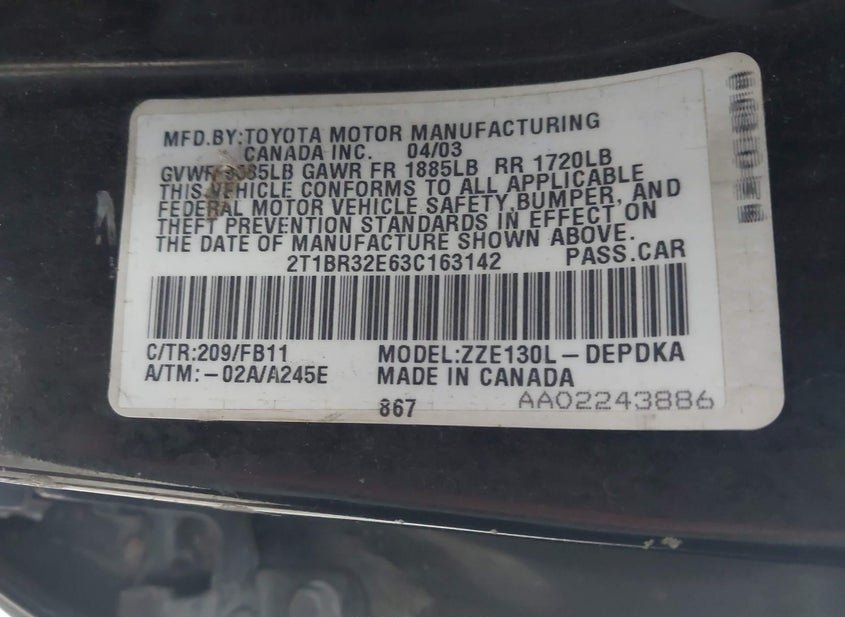 MFD.BY:TOYOTA MOTOR MANUFACTURING
CANADA INC. 04/03
GVWR 3385LB GAWR FR 1885LB RR 1720LB
THIS VEHICLE CONFORMS TO ALL APPLICABLE
FEDERAL MOTOR VEHICLE SAFETY,BUMPER, AND
THEFT PREVENTION STANDARDS IN EFFECT ON
THE DATE OF MANUFACTURE SHOWN ABOVE.
2T1BR32E63C163142 PASS.CAR
C/TR:209/FB11 MODEL:ZZE130L-DEPDKA
A/TM:-02A/A245E MADE IN CANADA
867 AA02243886